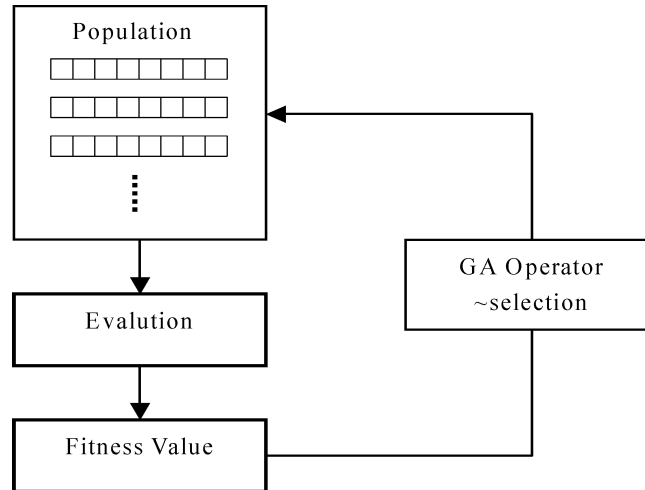 Population
Evalution
Fitness Value
GA Operator
~selection